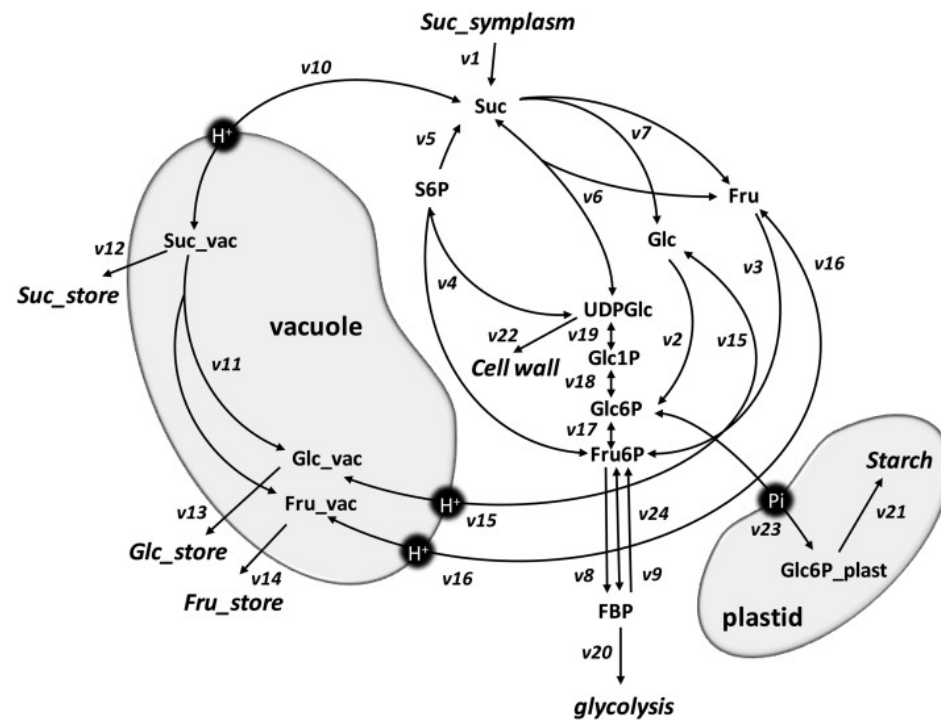 Suc_symplasm
v1
v10
Suc
v7
H⁺
v5
S6P
Fru
v6
Glc
Suc_vac
v12
v4
v3
v16
Suc_store
UDPGlc
vacuole
v22
v19
v2
v15
Glc1P
Cell wall
v11
v18
Glc6P
v17
Fru6P
Glc_vac
Starch
Fru_vac
H⁺
Pi
v13
v15
v24
v23
v21
Glc_store
H⁺
Glc6P_plast
v14
v16
v8
v9
Fru_store
FBP
plastid
v20
glycolysis